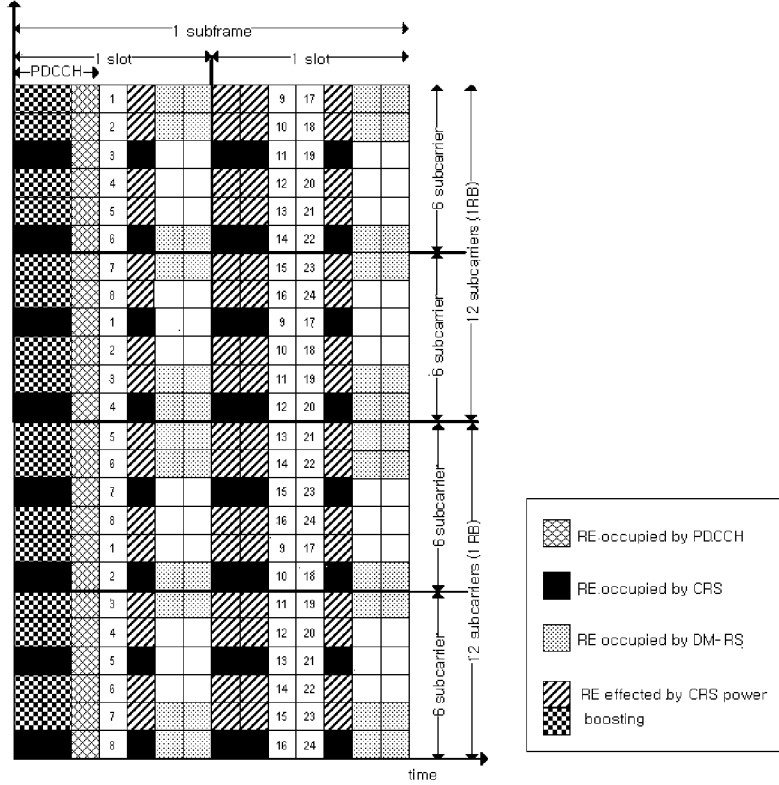 1 subframe
1 slot 1 slot
PDCCH
1 9 17
2 10 18
3 11 19
4 12 20
5 13 21
6 14 22
7 15 23
8 16 24
1 9 17
2 10 18
3 11 19
4 12 20
5 13 21
6 14 22
7 15 23
8 16 24
1 9 17
2 10 18
3 11 19
4 12 20
5 13 21
6 14 22
7 15 23
8 16 24
6 subcarrier
6 subcarrier
6 subcarrier
6 subcarrier
12 subcarriers (1RB)
12 subcarriers (1 RB)
time
RE occupied by PDCCH
RE occupied by CRS
RE occupied by DM-RS
RE effected by CRS power
boosting